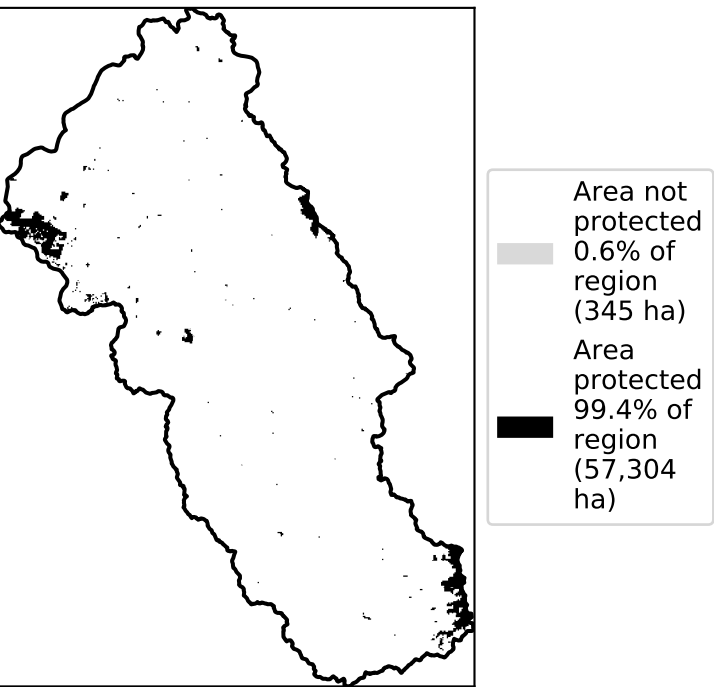 Area not
protected
0.6% of
region
(345 ha)
Area
protected
99.4% of
region
(57,304
ha)